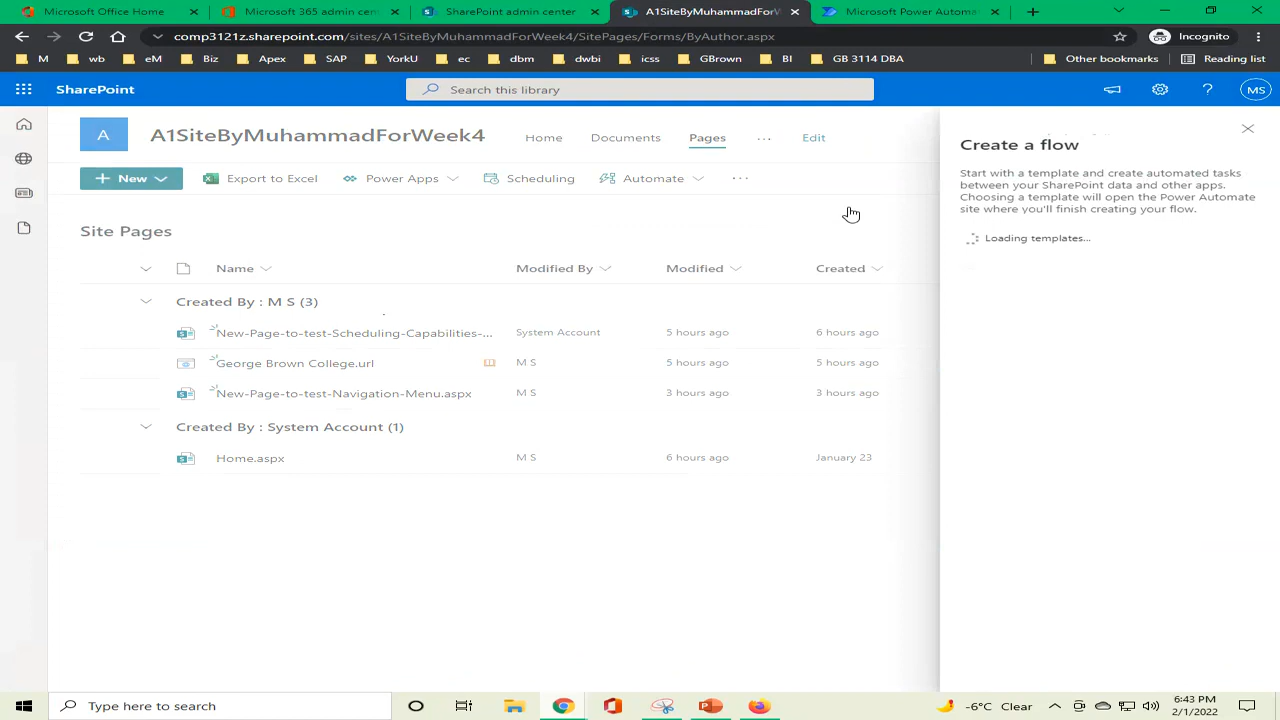 Microsoft Office Home
Microsoft 365 admin cen
SharePoint admin center
A1SiteByMuhammadForW
Microsoft Power Automa
comp3121z.sharepoint.com/sites/A1SiteByMuhammadForWeek4/SitePages/Forms/ByAuthor.aspx
Incognito
M
wb
eM
Biz
Apex
SAP
YorkU
ec
dbm
dwbi
icss
GBrown
BI
GB 3114 DBA
Other bookmarks
Reading list
SharePoint
Search this library
MS
A
A1SiteByMuhammadForWeek4
Home
Documents
Pages
Edit
New
Export to Excel
Power Apps
Scheduling
Automate
Site Pages
Name
Modified By
Modified
Created
Created By : M S (3)
New-Page-to-test-Scheduling-Capabilities-...
System Account
5 hours ago
6 hours ago
George Brown College.url
M S
5 hours ago
5 hours ago
New-Page-to-test-Navigation-Menu.aspx
M S
3 hours ago
3 hours ago
Created By : System Account (1)
Home.aspx
M S
6 hours ago
January 23
Create a flow
Start with a template and create automated tasks
between your SharePoint data and other apps.
Choosing a template will open the Power Automate
site where you'll finish creating your flow.
Loading templates...
Type here to search
-6°C Clear
6:43 PM
2/1/2022